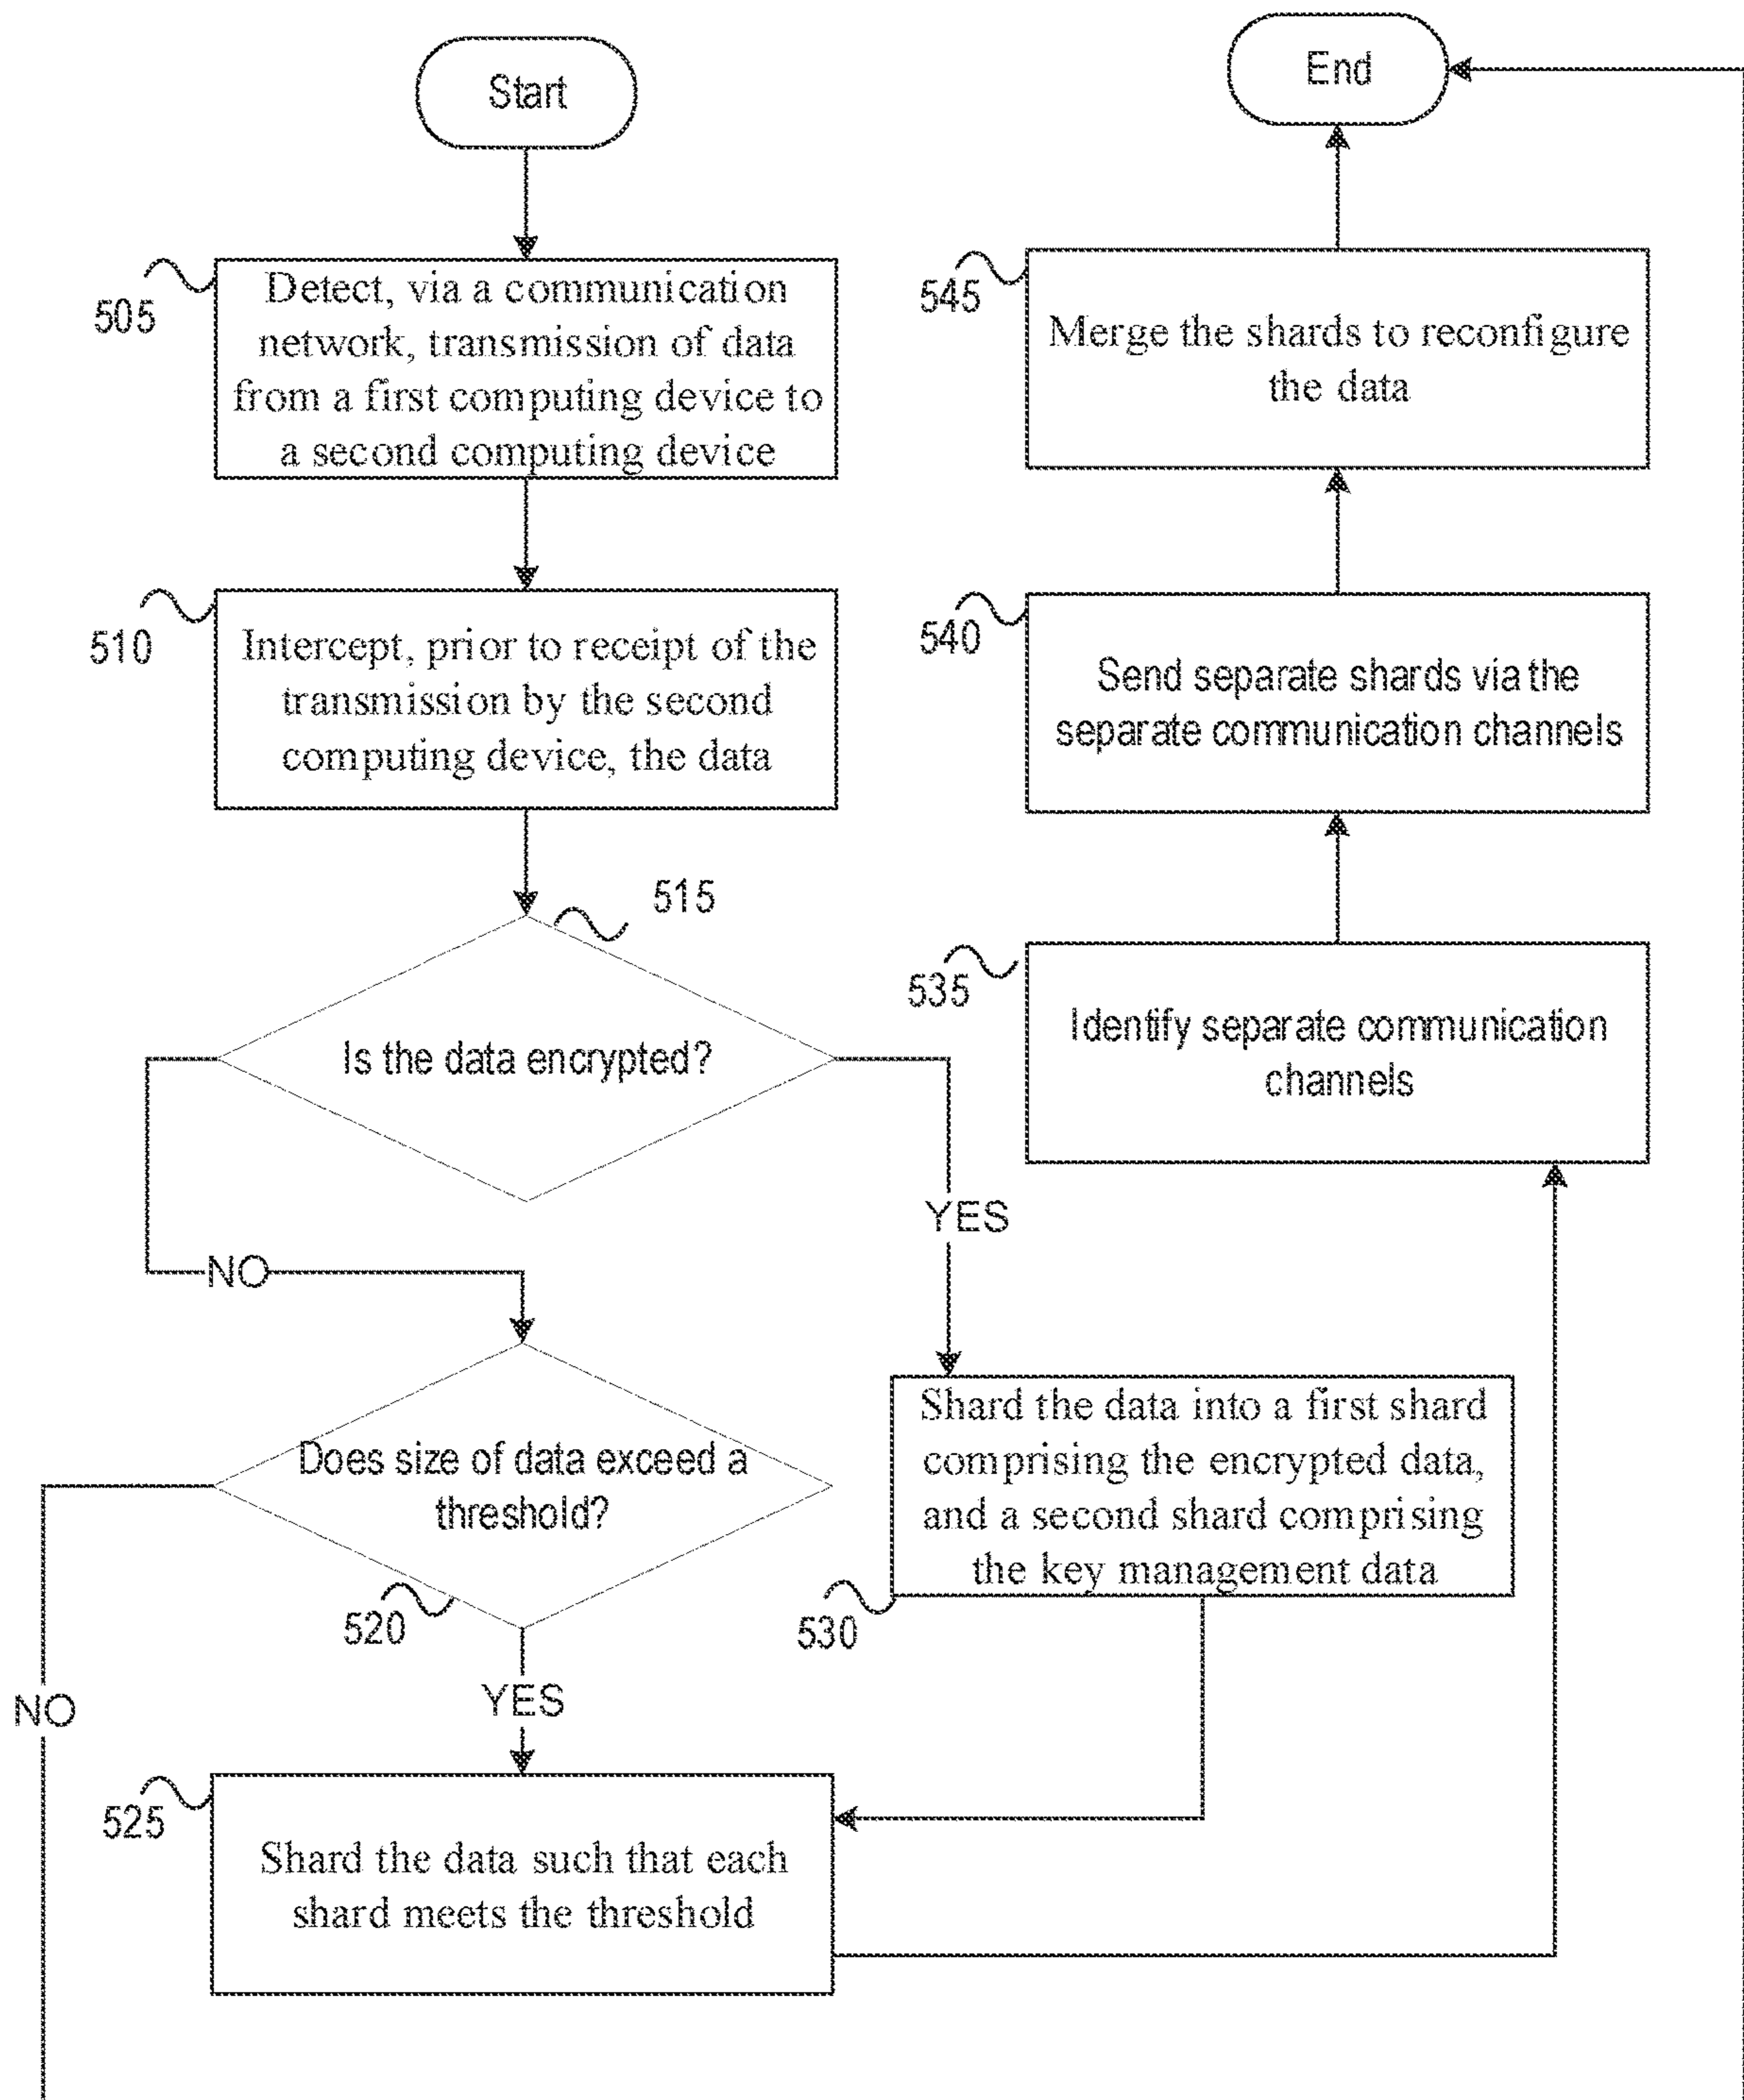 Start
505
Detect, via a communication
network, transmission of data
from a first computing device to
a second computing device
510
Intercept, prior to receipt of the
transmission by the second
computing device, the data
515
Is the data encrypted?
NO
YES
Does size of data exceed a
threshold?
520
NO
YES
525
Shard the data such that each
shard meets the threshold
530
Shard the data into a first shard
comprising the encrypted data,
and a second shard comprising
the key management data
535
Identify separate communication
channels
540
Send separate shards via the
separate communication channels
545
Merge the shards to reconfigure
the data
End